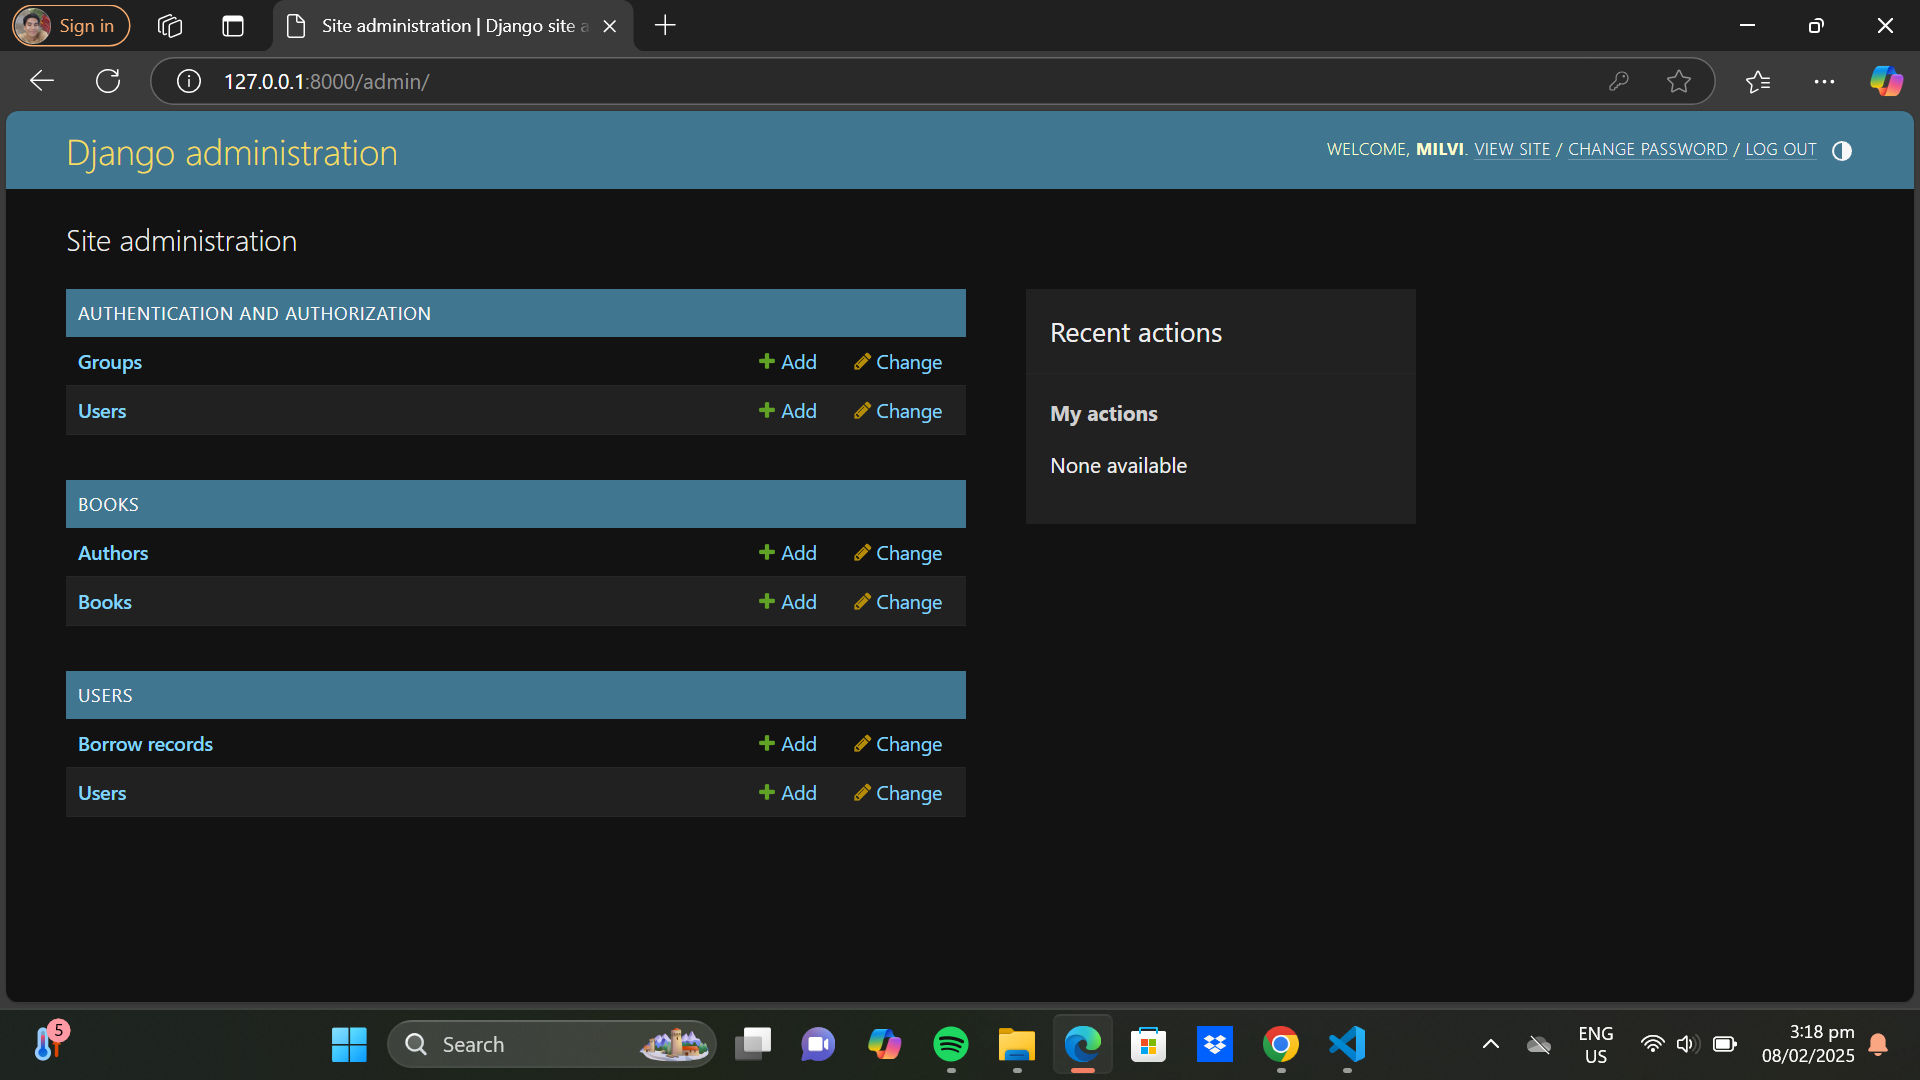 Sign in
Site administration | Django site a
127.0.0.1:8000/admin/
Django administration
WELCOME, MILVI. VIEW SITE / CHANGE PASSWORD / LOG OUT
Site administration
AUTHENTICATION AND AUTHORIZATION
Groups Add Change
Users Add Change
BOOKS
Authors Add Change
Books Add Change
USERS
Borrow records Add Change
Users Add Change
Recent actions
My actions
None available
5
Search
ENG
US
3:18 pm
08/02/2025